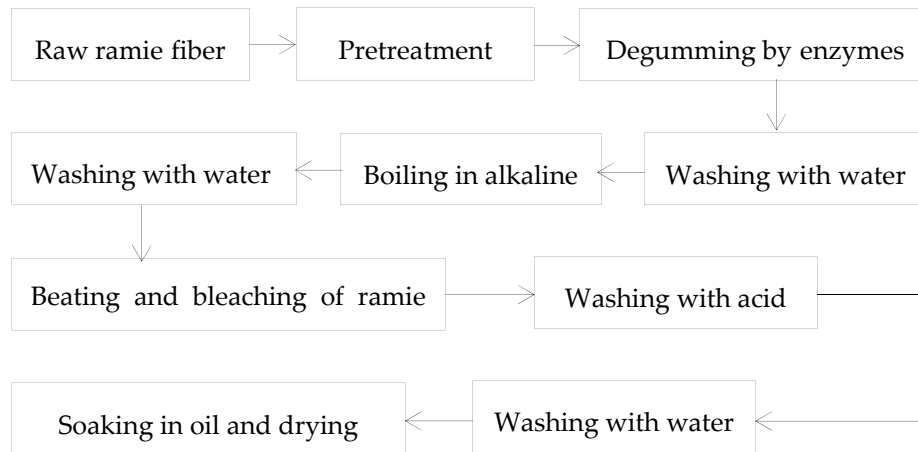 Raw ramie fiber
Pretreatment
Degumming by enzymes
Washing with water
Boiling in alkaline
Washing with water
Beating and bleaching of ramie
Washing with acid
Washing with water
Soaking in oil and drying